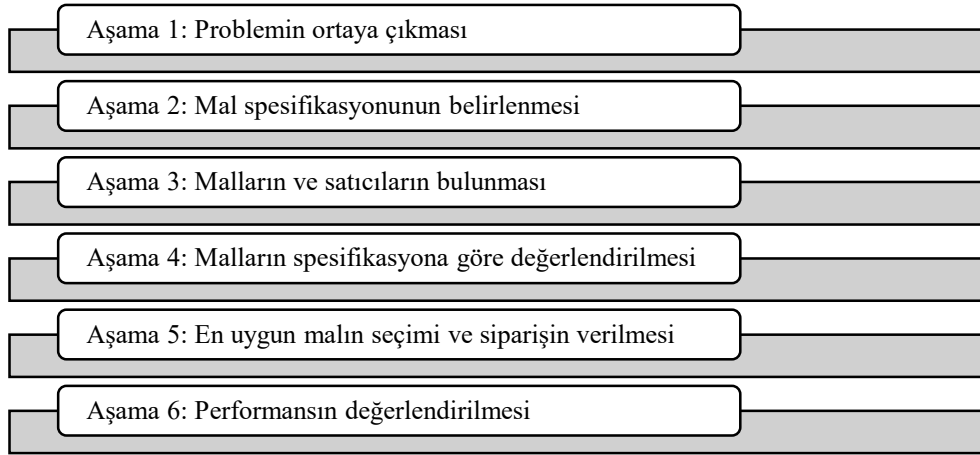 Aşama 1: Problemin ortaya çıkması
Aşama 2: Mal spesifikasyonunun belirlenmesi
Aşama 3: Malların ve satıcıların bulunması
Aşama 4: Malların spesifikasyona göre değerlendirilmesi
Aşama 5: En uygun malın seçimi ve siparişin verilmesi
Aşama 6: Performansın değerlendirilmesi